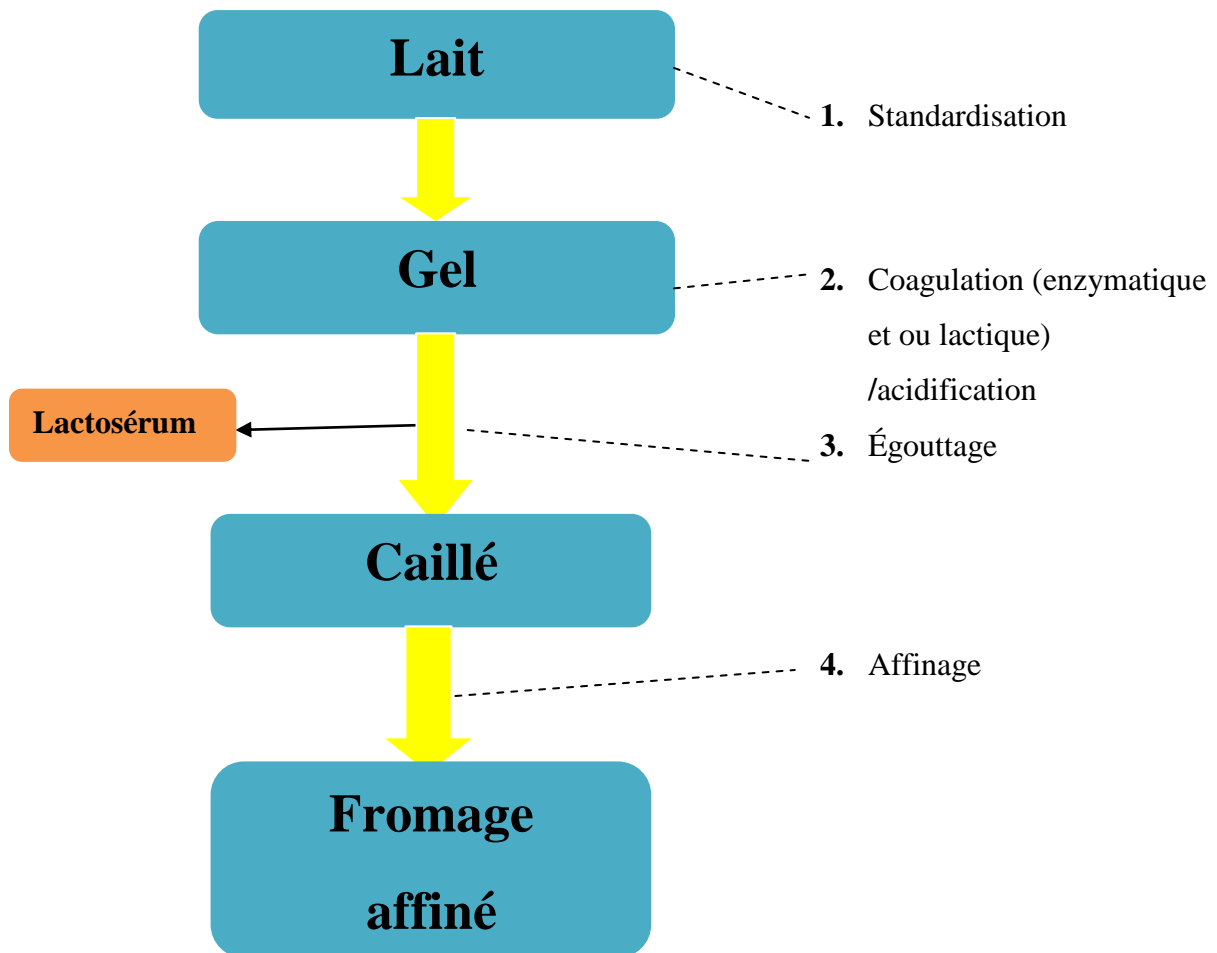 Lait
1. Standardisation
Gel
2. Coagulation (enzymatique
et ou lactique)
/acidification
Lactosérum
3. Égouttage
Caillé
4. Affinage
Fromage
affiné